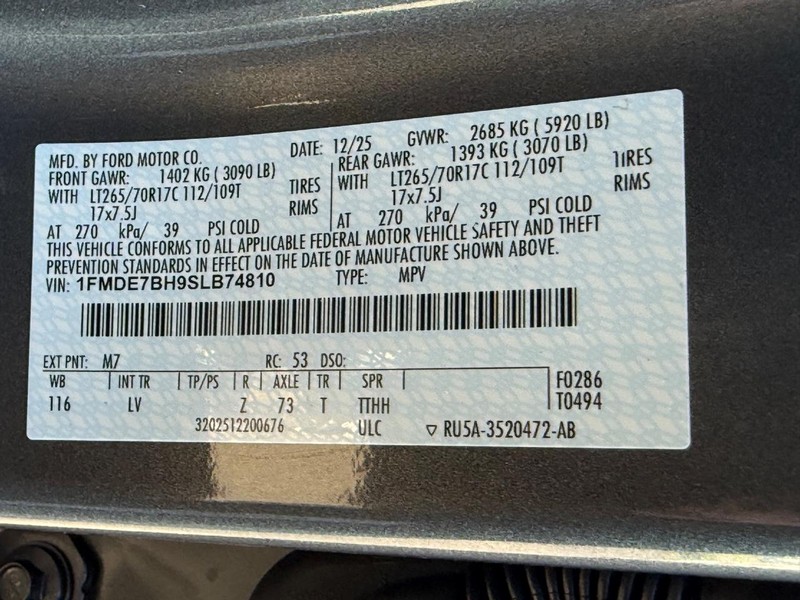 MFD. BY FORD MOTOR CO. DATE: 12/25 GVWR: 2685 KG ( 5920 LB)
FRONT GAWR: 1402 KG ( 3090 LB) REAR GAWR: 1393 KG ( 3070 LB)
WITH LT265/70R17C 112/109T TIRES WITH LT265/70R17C 112/109T TIRES
17x7.5J RIMS 17x7.5J RIMS
AT 270 kPa/ 39 PSI COLD AT 270 kPa/ 39 PSI COLD
THIS VEHICLE CONFORMS TO ALL APPLICABLE FEDERAL MOTOR VEHICLE SAFETY AND THEFT
PREVENTION STANDARDS IN EFFECT ON THE DATE OF MANUFACTURE SHOWN ABOVE.
VIN: 1FMDE7BH9SLB74810 TYPE: MPV
EXT PNT: M7 RC: 53 DSO:
WB INT TR TP/PS R AXLE TR SPR F0286
116 LV Z 73 T TTHH T0494
3202512200676 ULC ▽ RU5A-3520472-AB